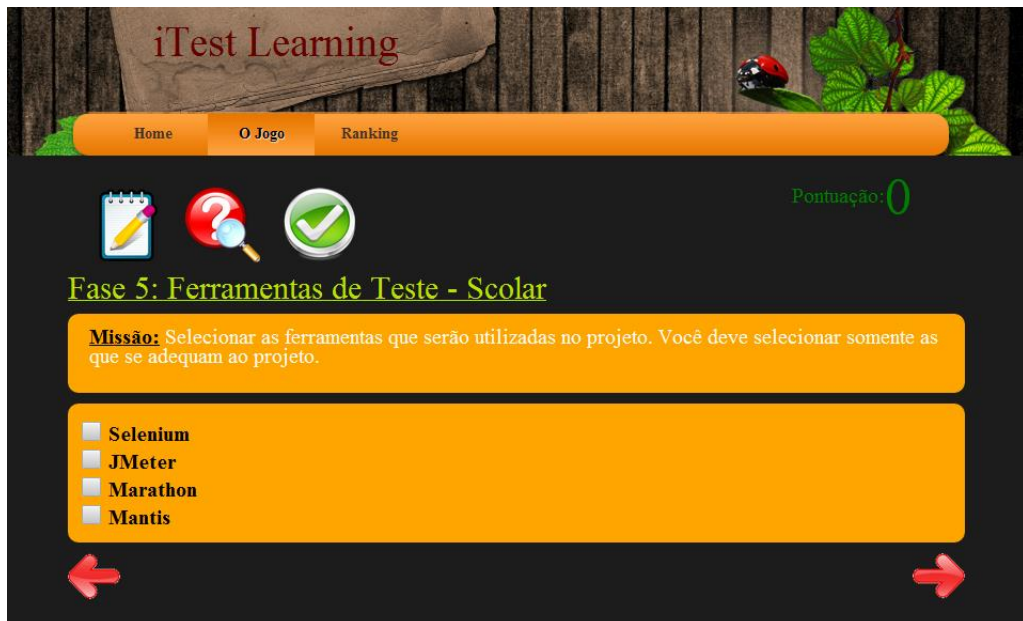 iTest Learning
Home
O Jogo
Ranking
Pontuação: 0
Fase 5: Ferramentas de Teste - Scolar
Missão: Selecionar as ferramentas que serão utilizadas no projeto. Você deve selecionar somente as
que se adequam ao projeto.
Selenium
JMeter
Marathon
Mantis